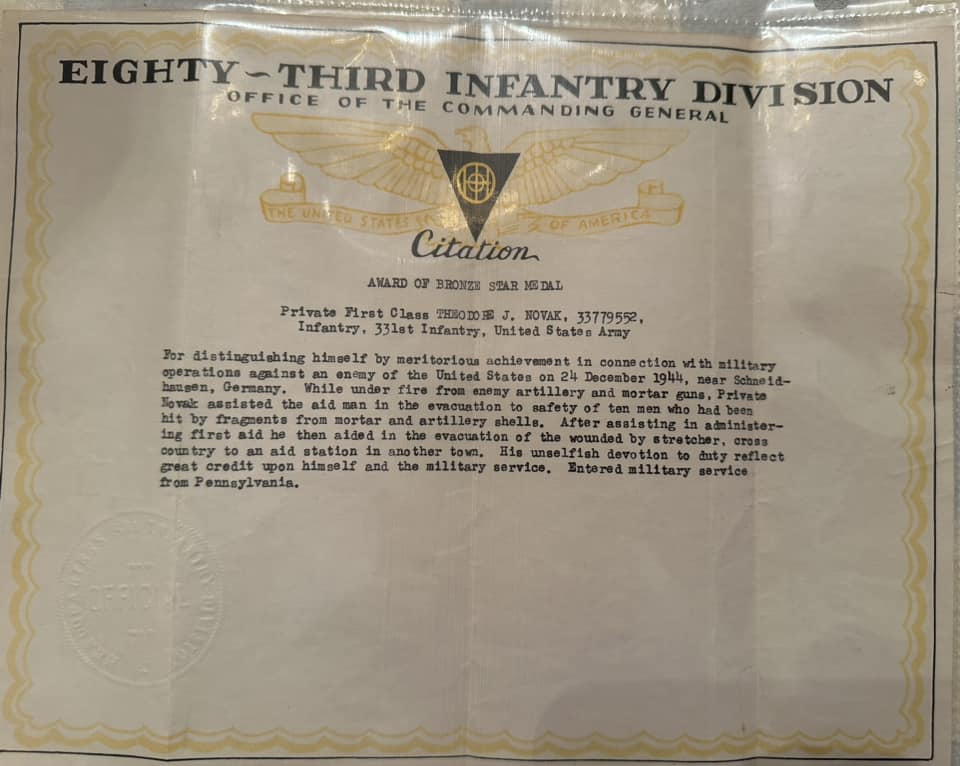 EIGHTY-THIRD INFANTRY DIVISION
OFFICE OF THE COMMANDING GENERAL
THE UNITED STATES OF AMERICA
Citation
AWARD OF BRONZE STAR MEDAL
Private First Class THEODORE J. NOVAK, 33779552,
Infantry, 331st Infantry, United States Army
For distinguishing himself by meritorious achievement in connection with military
operations against an enemy of the United States on 24 December 1944, near Schneid-
hausen, Germany. While under fire from enemy artillery and mortar guns, Private
Novak assisted the aid man in the evacuation to safety of ten men who had been
hit by fragments from mortar and artillery shells. After assisting in administer-
ing first aid he then aided in the evacuation of the wounded by stretcher, cross
country to an aid station in another town. His unselfish devotion to duty reflect
great credit upon himself and the military service. Entered military service
from Pennsylvania.
OFFICIAL